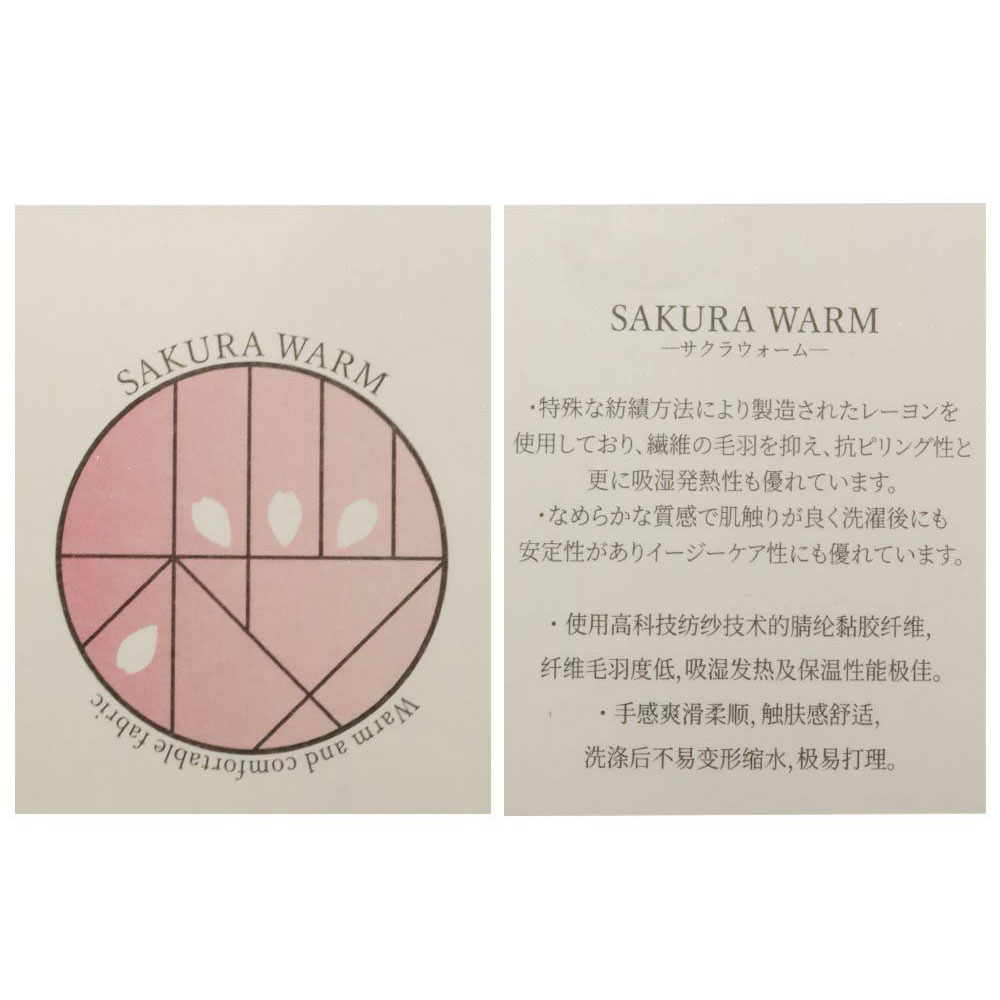 SAKURA WARM
Warm and comfortable fabric
SAKURA WARM
—サクラウォーム—
・特殊な紡績方法により製造されたレーヨンを
使用しており、繊維の毛羽を抑え、抗ピリング性と
更に吸湿発熱性も優れています。
・なめらかな質感で肌触りが良く洗濯後にも
安定性がありイージーケア性にも優れています。
・使用高科技纺纱技术的腈纶黏胶纤维,
纤维毛羽度低,吸湿发热及保温性能极佳。
・手感爽滑柔顺,触肤感舒适,
洗涤后不易变形缩水,极易打理。